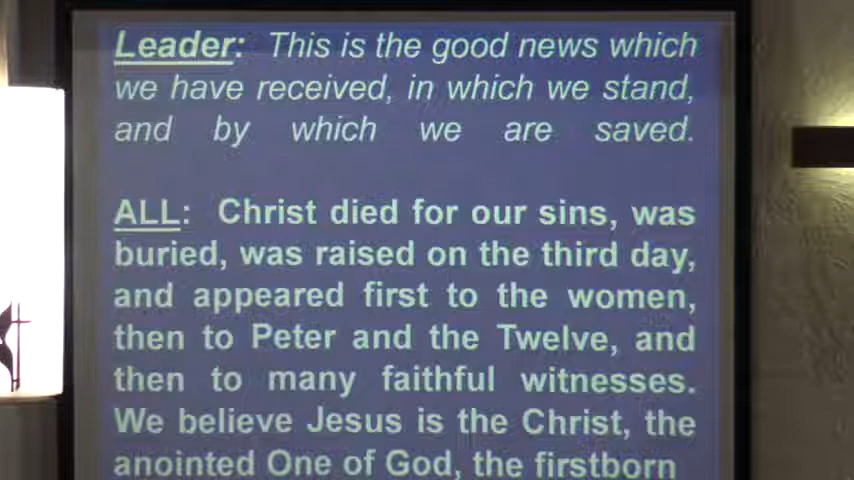 Leader: This is the good news which
we have received, in which we stand,
and by which we are saved.
ALL: Christ died for our sins, was
buried, was raised on the third day,
and appeared first to the women,
then to Peter and the Twelve, and
then to many faithful witnesses.
We believe Jesus is the Christ, the
anointed One of God, the firstborn